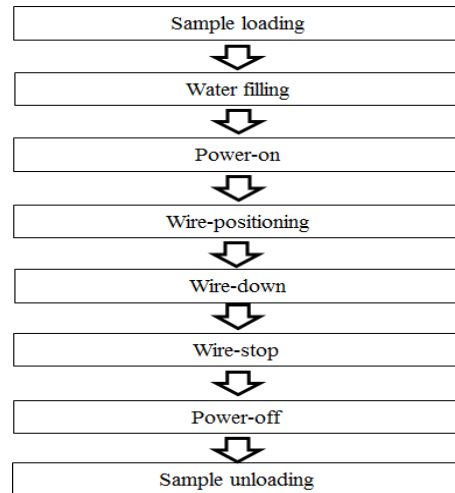 Sample loading
Water filling
Power-on
Wire-positioning
Wire-down
Wire-stop
Power-off
Sample unloading